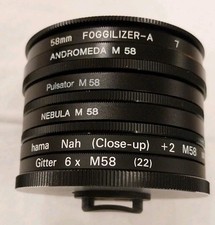 58mm FOGGILIZER-A 7
ANDROMEDA M 58
Pulsator M 58
NEBULA M 58
hama Nah (Close-up) +2 M58
Gitter 6 x M58 (22)